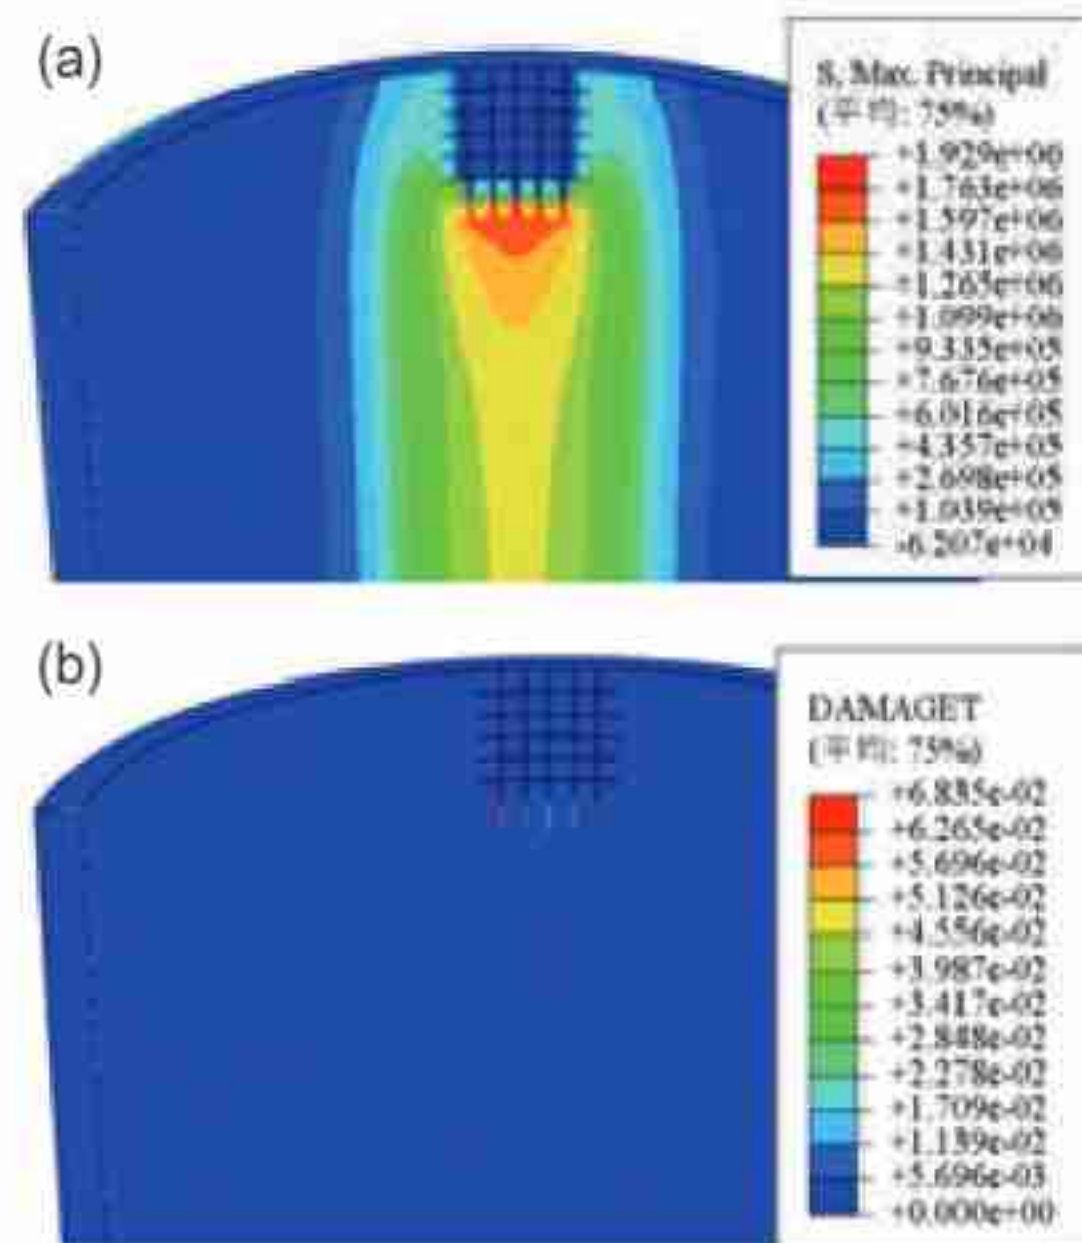 (a)
S, Max. Principal
(平均: 75%)
+1.929e+06
+1.763e+06
+1.597e+06
+1.431e+06
+1.265e+06
+1.099e+06
+9.335e+05
+7.676e+05
+6.016e+05
+4.357e+05
+2.698e+05
+1.039e+05
-6.207e+04
(b)
DAMAGET
(平均: 75%)
+6.835e-02
+6.265e-02
+5.696e-02
+5.126e-02
+4.556e-02
+3.987e-02
+3.417e-02
+2.848e-02
+2.278e-02
+1.709e-02
+1.139e-02
+5.696e-03
+0.000e+00